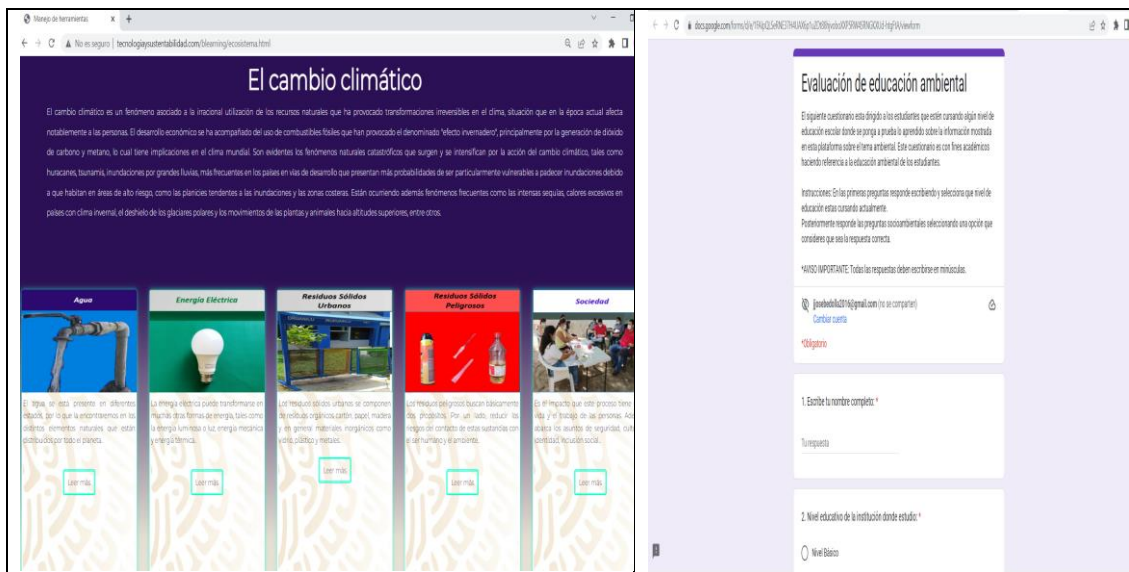 Manejo de herramientas
No es seguro | tecnologiaysustentabilidad.com/blearning/ecosistema.html
El cambio climático
El cambio climático es un fenómeno asociado a la irracional utilización de los recursos naturales que ha provocado transformaciones irreversibles en el clima, situación que en la época actual afecta
notablemente a las personas. El desarrollo económico se ha acompañado del uso de combustibles fósiles que han provocado el denominado "efecto invernadero", principalmente por la generación de dióxido
de carbono y metano, lo cual tiene implicaciones en el clima mundial. Son evidentes los fenómenos naturales catastróficos que surgen y se intensifican por la acción del cambio climático, tales como
huracanes, tsunamis, inundaciones por grandes lluvias, más frecuentes en los países en vías de desarrollo que presentan más probabilidades de ser particularmente vulnerables a padecer inundaciones debido
a que habitan en áreas de alto riesgo, como las planicies tendentes a las inundaciones y las zonas costeras. Están ocurriendo además fenómenos frecuentes como las intensas sequías, calores excesivos en
países con clima invernal, el deshielo de los glaciares polares y los movimientos de las plantas y animales hacia altitudes superiores, entre otros.
Agua
El agua, se esta presente en diferentes
estados, por lo que la encontraremos en los
distintos elementos naturales que están
distribuidos por todo el planeta.
Leer más
Energía Eléctrica
La energía eléctrica puede transformarse en
muchas otras formas de energía, tales como
la energía luminosa o luz, energía mecánica
y energía térmica.
Leer más
Residuos Sólidos
Urbanos
Los residuos sólidos urbanos se componen
de residuos orgánicos cartón, papel, madera
y en general materiales inorgánicos como
vidrio, plástico y metales.
Leer más
Residuos Sólidos
Peligrosos
Los residuos peligrosos buscan básicamente
dos propósitos. Por un lado, reducir los
riesgos del contacto de estas sustancias con
el ser humano y el ambiente.
Leer más
Sociedad
Es el impacto que este proceso tiene
vida y el trabajo de las personas. Ade
abarca los asuntos de seguridad, cult
identidad, inclusión social.
Leer más
Evaluación de educación ambiental
El siguiente cuestionario esta dirigido a los estudiantes que estén cursando algún nivel de
educación escolar donde se ponga a prueba lo aprendido sobre la información mostrada
en esta plataforma sobre el tema ambiental. Este cuestionario es con fines académicos
haciendo referencia a la educación ambiental de los estudiantes.
Instrucciones: En las primeras preguntas responde escribiendo y selecciona que nivel de
educación estas cursando actualmente.
Posteriormente responde las preguntas socioambientales seleccionando una opción que
consideres que sea la respuesta correcta.
*AVISO IMPORTANTE: Todas las respuestas deben escribirse en minúsculas.
jjosebedolla2016@gmail.com (no se comparten)
Cambiar cuenta
*Obligatorio
1. Escribe tu nombre completo: *
Tu respuesta
2. Nivel educativo de la institución donde estudio: *
Nivel Básico